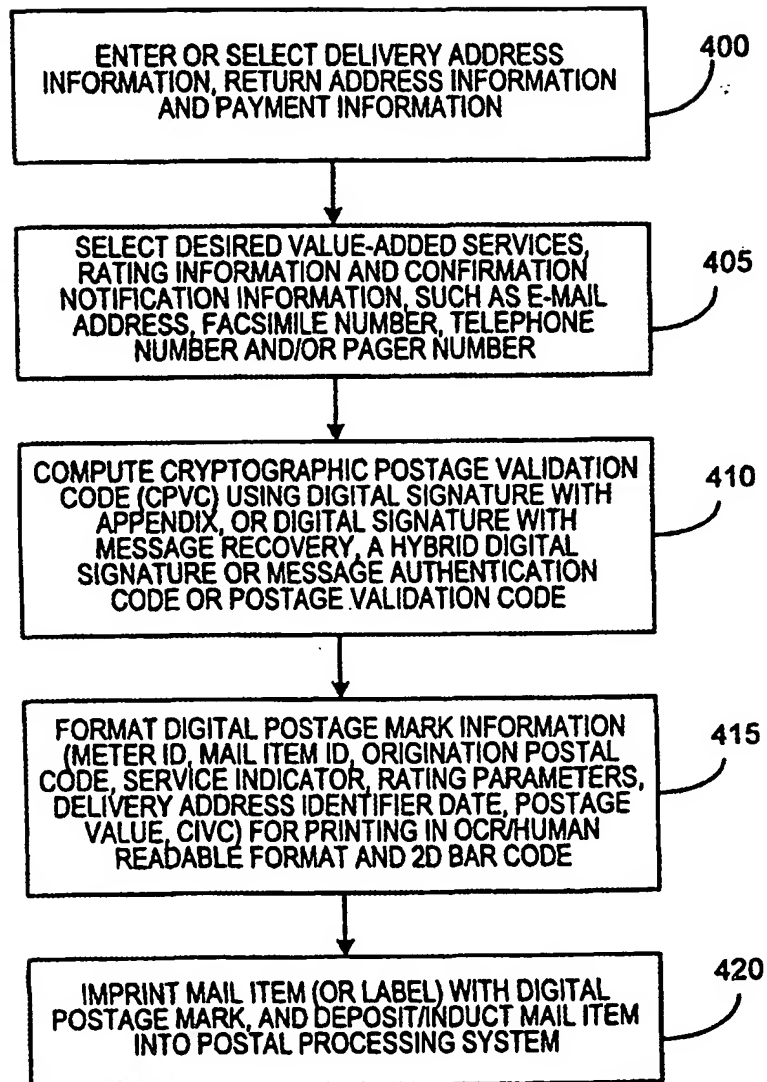 ENTER OR SELECT DELIVERY ADDRESS
INFORMATION, RETURN ADDRESS INFORMATION
AND PAYMENT INFORMATION
400
SELECT DESIRED VALUE-ADDED SERVICES,
RATING INFORMATION AND CONFIRMATION
NOTIFICATION INFORMATION, SUCH AS E-MAIL
ADDRESS, FACSIMILE NUMBER, TELEPHONE
NUMBER AND/OR PAGER NUMBER
405
COMPUTE CRYPTOGRAPHIC POSTAGE VALIDATION
CODE (CPVC) USING DIGITAL SIGNATURE WITH
APPENDIX, OR DIGITAL SIGNATURE WITH
MESSAGE RECOVERY, A HYBRID DIGITAL
SIGNATURE OR MESSAGE AUTHENTICATION
CODE OR POSTAGE VALIDATION CODE
410
FORMAT DIGITAL POSTAGE MARK INFORMATION
(METER ID, MAIL ITEM ID, ORIGINATION POSTAL
CODE, SERVICE INDICATOR, RATING PARAMETERS,
DELIVERY ADDRESS IDENTIFIER DATE, POSTAGE
VALUE, CIVC) FOR PRINTING IN OCR/HUMAN
READABLE FORMAT AND 2D BAR CODE
415
IMPRINT MAIL ITEM (OR LABEL) WITH DIGITAL
POSTAGE MARK, AND DEPOSIT/INDUCT MAIL ITEM
INTO POSTAL PROCESSING SYSTEM
420